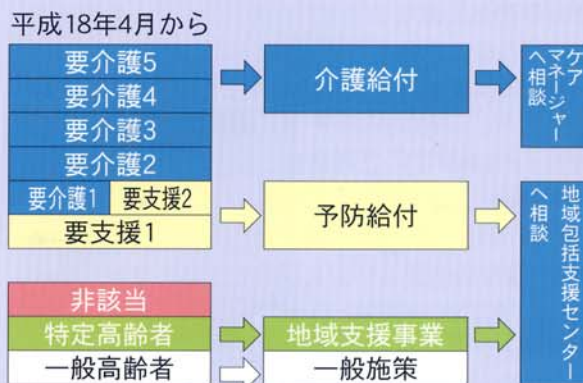 平成18年4月から
要介護5
要介護4
要介護3
要介護2
要介護1 要支援2
要支援1
介護給付
ケア
マネージャー
へ相談
予防給付
地域包括支援センター
へ相談
非該当
特定高齢者
一般高齢者
地域支援事業
一般施策